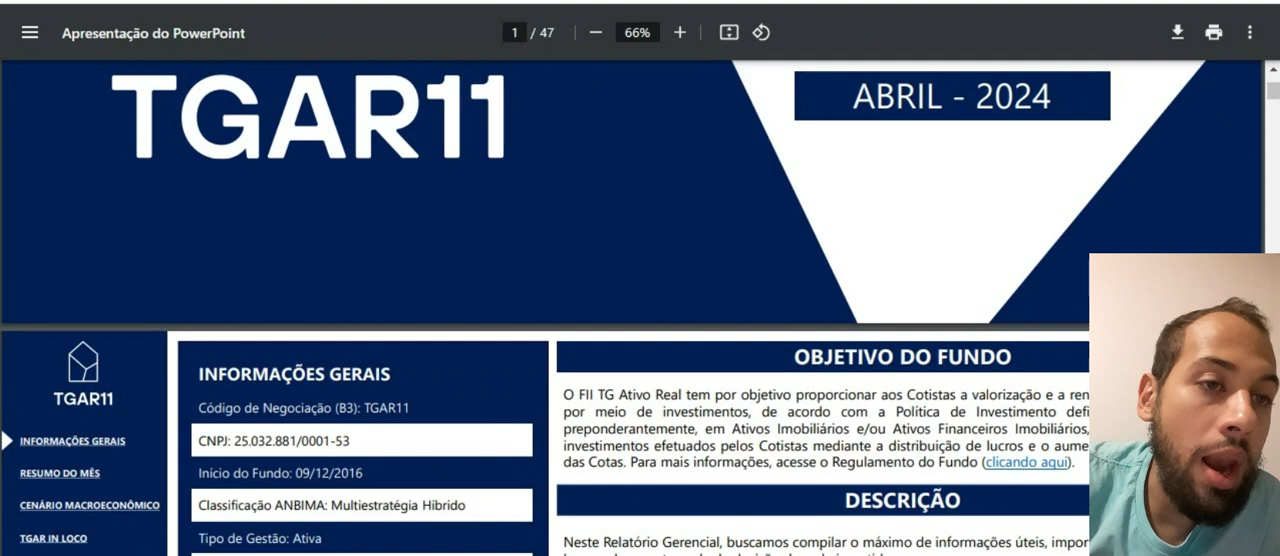 Apresentação do PowerPoint
1 / 47
66%
TGAR11
ABRIL - 2024
TGAR11
INFORMAÇÕES GERAIS
RESUMO DO MÊS
CENÁRIO MACROECONÔMICO
TGAR IN LOCO
INFORMAÇÕES GERAIS
Código de Negociação (B3): TGAR11
CNPJ: 25.032.881/0001-53
Início do Fundo: 09/12/2016
Classificação ANBIMA: Multiestratégia Híbrido
Tipo de Gestão: Ativa
OBJETIVO DO FUNDO
O FII TG Ativo Real tem por objetivo proporcionar aos Cotistas a valorização e a ren
por meio de investimentos, de acordo com a Política de Investimento defi
preponderantemente, em Ativos Imobiliários e/ou Ativos Financeiros Imobiliários,
investimentos efetuados pelos Cotistas mediante a distribuição de lucros e o aume
das Cotas. Para mais informações, acesse o Regulamento do Fundo (clicando aqui).
DESCRIÇÃO
Neste Relatório Gerencial, buscamos compilar o máximo de informações úteis, impor